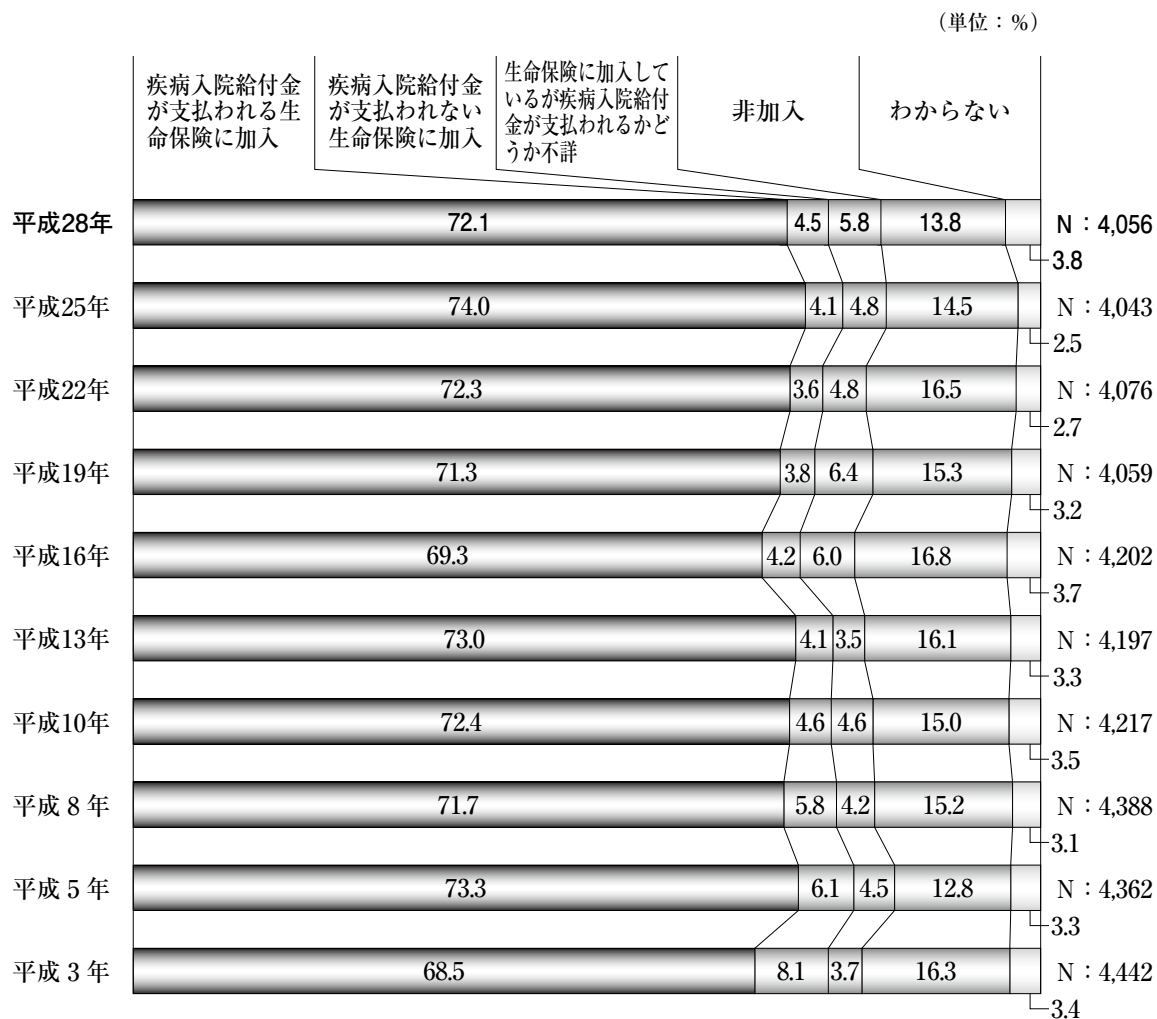 （単位：%）
疾病入院給付金
が支払われる生
命保険に加入
疾病入院給付金
が支払われない
生命保険に加入
生命保険に加入して
いるが疾病入院給付
金が支払われるかど
うか不詳
非加入
わからない
平成28年 72.1 4.5 5.8 13.8 N：4,056
3.8
平成25年 74.0 4.1 4.8 14.5 N：4,043
2.5
平成22年 72.3 3.6 4.8 16.5 N：4,076
2.7
平成19年 71.3 3.8 6.4 15.3 N：4,059
3.2
平成16年 69.3 4.2 6.0 16.8 N：4,202
3.7
平成13年 73.0 4.1 3.5 16.1 N：4,197
3.3
平成10年 72.4 4.6 4.6 15.0 N：4,217
3.5
平成 8 年 71.7 5.8 4.2 15.2 N：4,388
3.1
平成 5 年 73.3 6.1 4.5 12.8 N：4,362
3.3
平成 3 年 68.5 8.1 3.7 16.3 N：4,442
3.4